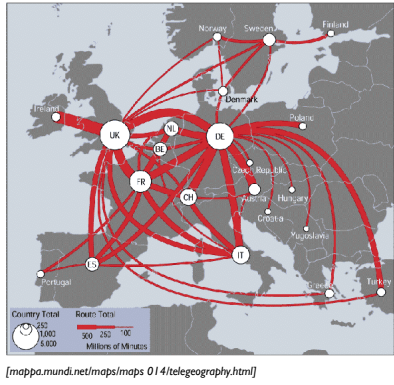 Norway
Sweden
Finland
Denmark
Ireland
UK
NL
DE
Poland
BE
Czech Republic
FR
CH
Austria
Hungary
Croatia
Yugoslavia
IT
ES
Portugal
Greece
Turkey
Country Total
250
1,000
5,000
Route Total
500 250 100
Millions of Minutes
[mappa.mundi.net/maps/maps 014/telegeography.html]